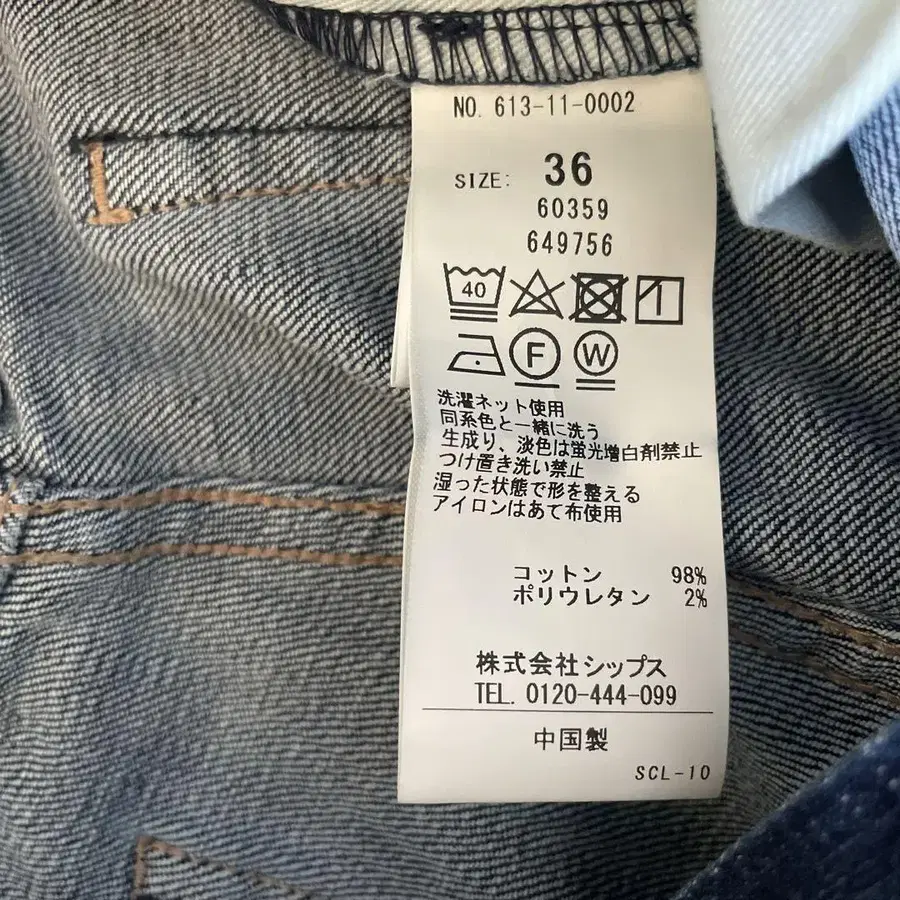 NO. 613-11-0002
SIZE: 36
60359
649756
40
F W
洗濯ネット使用
同系色と一緒に洗う
生成り、淡色は蛍光増白剤禁止
つけ置き洗い禁止
湿った状態で形を整える
アイロンはあて布使用
コットン 98%
ポリウレタン 2%
株式会社シップス
TEL. 0120-444-099
中国製
SCL-10